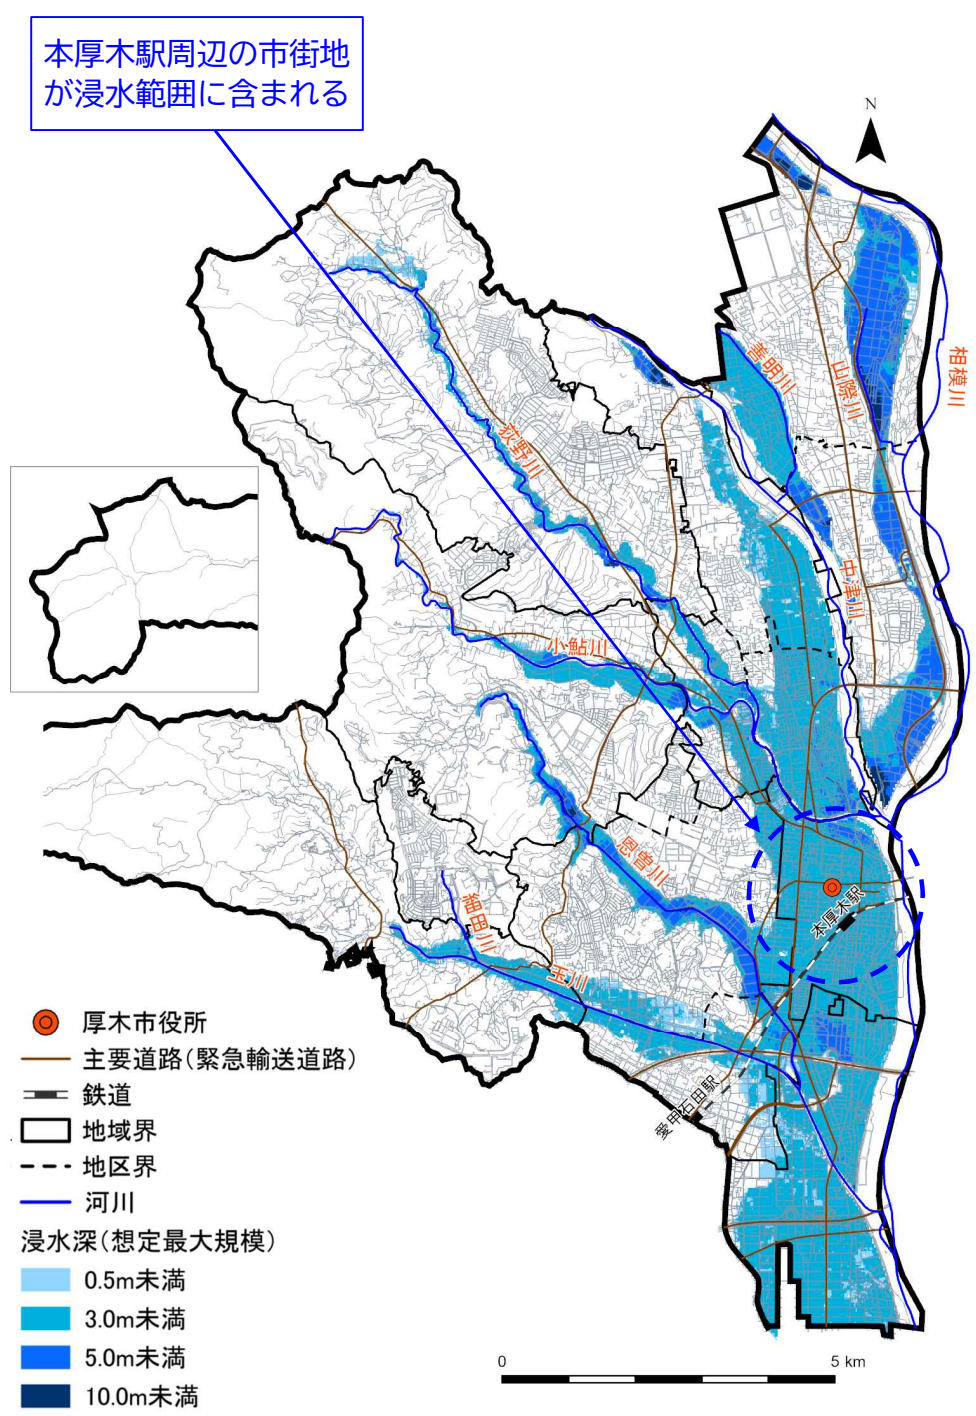 本厚木駅周辺の市街地
が浸水範囲に含まれる
N
相模川
善明川
山際川
荻野川
中津川
小鮎川
恩曽川
本厚木駅
畄田川
玉川
愛甲石田駅
厚木市役所
主要道路(緊急輸送道路)
鉄道
地域界
地区界
河川
浸水深(想定最大規模)
0.5m未満
3.0m未満
5.0m未満
10.0m未満
0
5 km